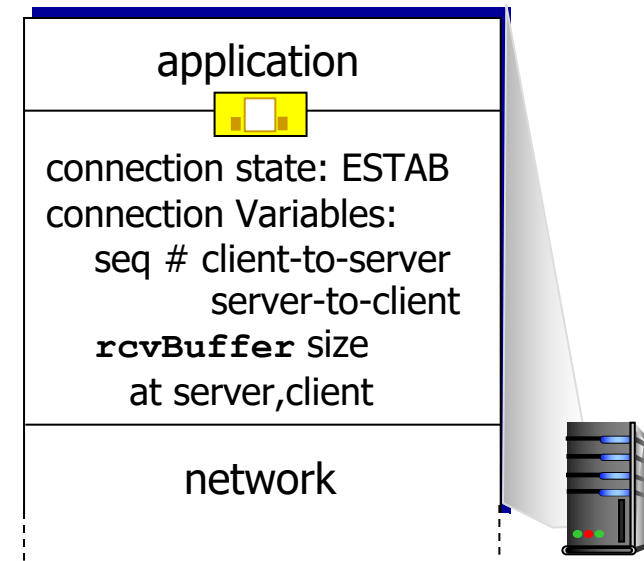 application
connection state: ESTAB
connection Variables:
seq # client-to-server
server-to-client
rcvBuffer size
at server,client
network